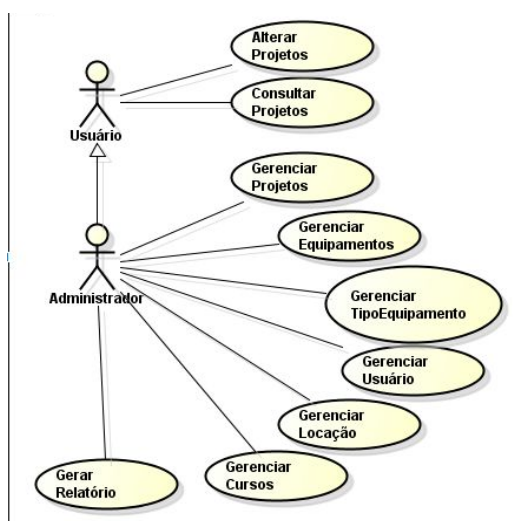 Alterar
Projetos
Consultar
Projetos
Usuário
Gerenciar
Projetos
Gerenciar
Equipamentos
Administrador
Gerenciar
TipoEquipamento
Gerenciar
Usuário
Gerenciar
Locação
Gerenciar
Cursos
Gerar
Relatório